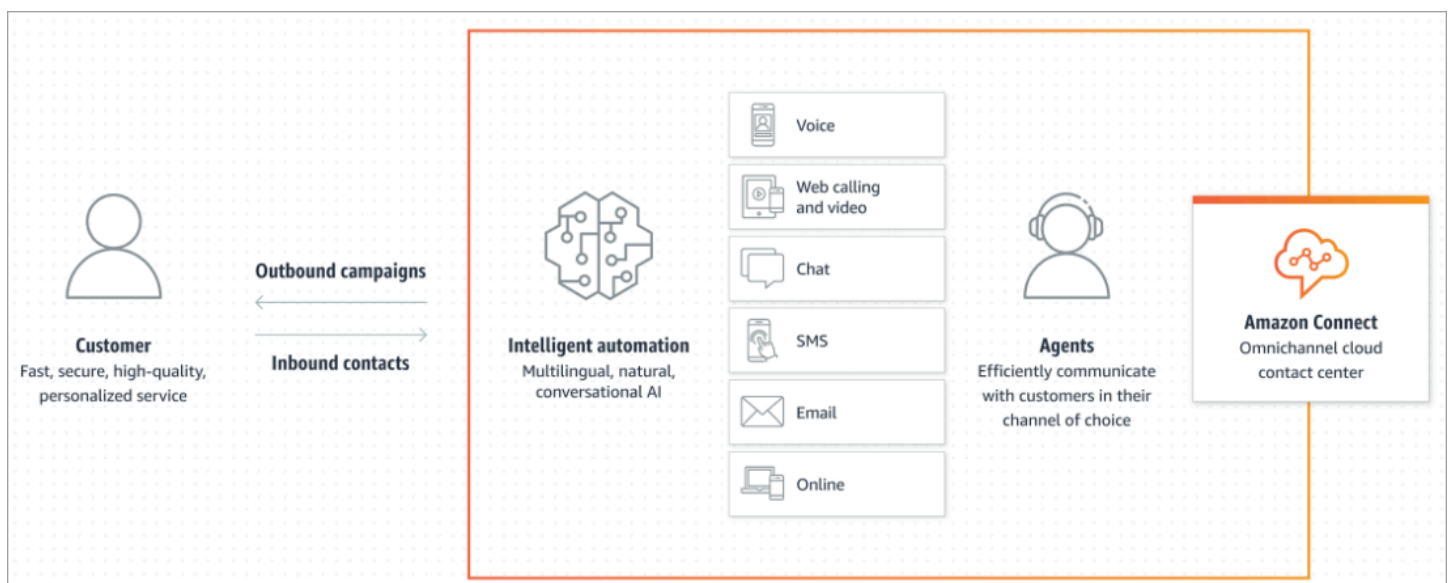 Customer
Fast, secure, high-quality,
personalized service
Outbound campaigns
Inbound contacts
Intelligent automation
Multilingual, natural,
conversational AI
Voice
Web calling
and video
Chat
SMS
Email
Online
Agents
Efficiently communicate
with customers in their
channel of choice
Amazon Connect
Omnichannel cloud
contact center